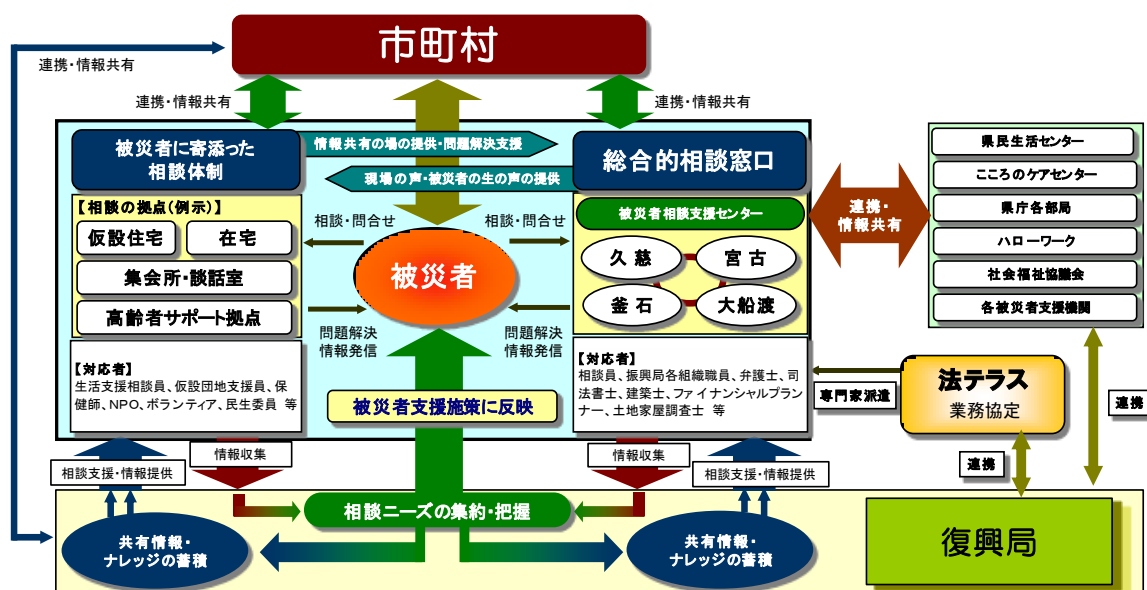 市町村
連携・情報共有
連携・情報共有
連携・情報共有
被災者に寄添った
相談体制
情報共有の場の提供・問題解決支援
現場の声・被災者の生の声の提供
総合的相談窓口
【相談の拠点(例示)】
仮設住宅
在宅
集会所・談話室
高齢者サポート拠点
相談・問合せ
相談・問合せ
被災者
問題解決
情報発信
問題解決
情報発信
被災者相談支援センター
久慈
宮古
釜石
大船渡
連携・
情報共有
県民生活センター
こころのケアセンター
県庁各部局
ハローワーク
社会福祉協議会
各被災者支援機関
【対応者】
生活支援相談員、仮設団地支援員、保
健師、NPO、ボランティア、民生委員 等
被災者支援施策に反映
【対応者】
相談員、振興局各組織職員、弁護士、司
法書士、建築士、ファイナンシャルプラン
ナー、土地家屋調査士 等
専門家派遣
法テラス
業務協定
連携
連携
相談支援・情報提供
情報収集
情報収集
相談支援・情報提供
相談ニーズの集約・把握
共有情報・
ナレッジの蓄積
共有情報・
ナレッジの蓄積
復興局